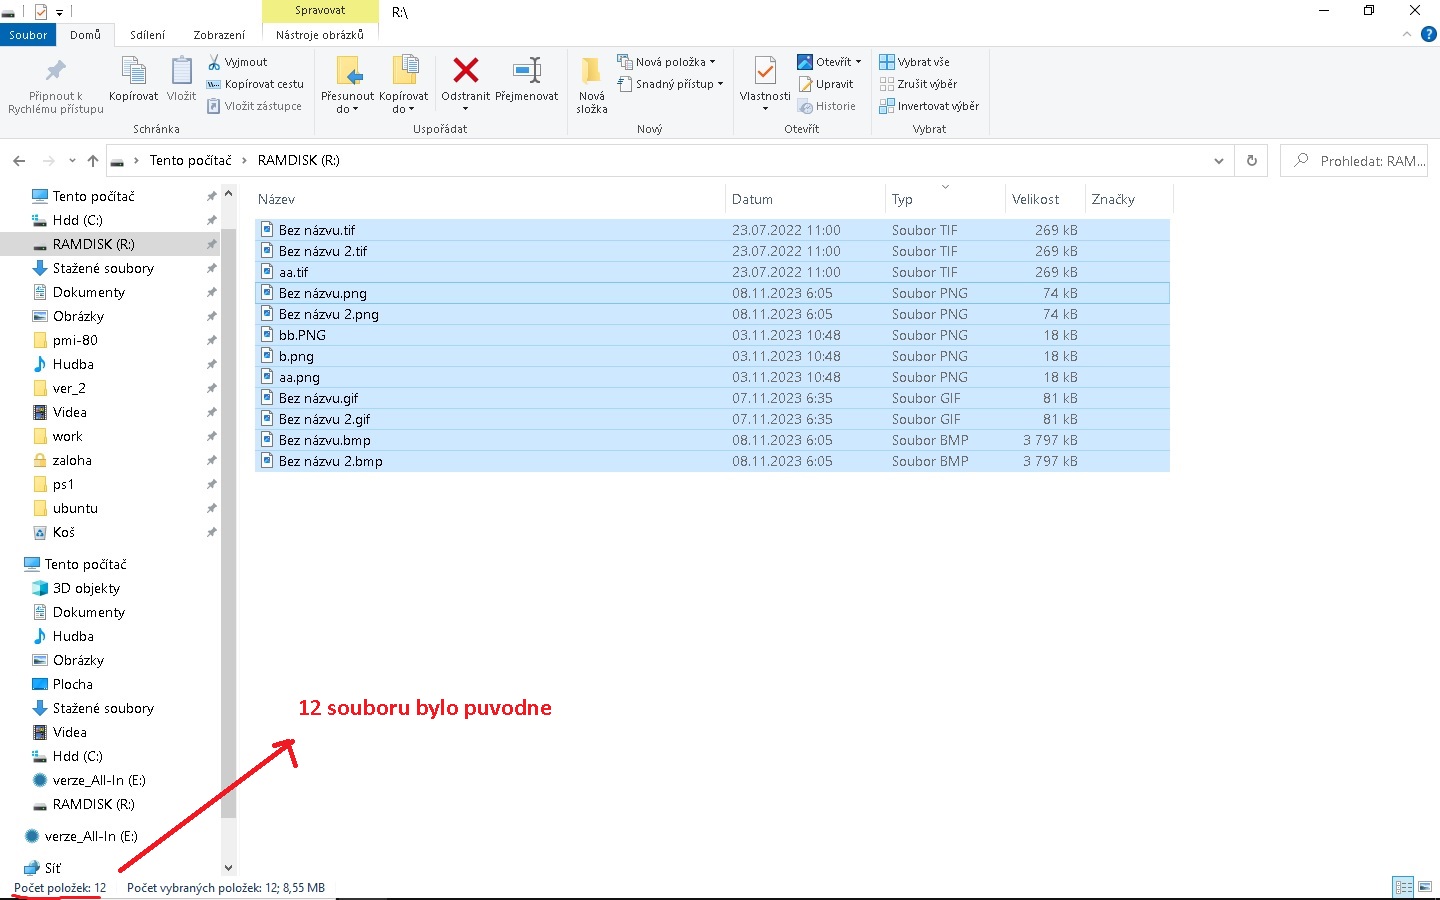 Spravovat
R:\
Soubor
Domů
Sdílení
Zobrazení
Nástroje obrázků
Připnout k
Rychlému přístupu
Kopírovat
Vložit
Vyjmout
Kopírovat cestu
Vložit zástupce
Schránka
Přesunout
do
Kopírovat
do
Odstranit
Přejmenovat
Uspořádat
Nová
složka
Nová položka
Snadný přístup
Nový
Vlastnosti
Otevřít
Upravit
Historie
Otevřít
Vybrat vše
Zrušit výběr
Invertovat výběr
Vybrat
Tento počítač > RAMDISK (R:)
Prohledat: RAM...
Tento počítač
Hdd (C:)
RAMDISK (R:)
Stažené soubory
Dokumenty
Obrázky
pmi-80
Hudba
ver_2
Videa
work
zaloha
ps1
ubuntu
Koš
Tento počítač
3D objekty
Dokumenty
Hudba
Obrázky
Plocha
Stažené soubory
Videa
Hdd (C:)
verze_All-In (E:)
RAMDISK (R:)
verze_All-In (E:)
Síť
Název Datum Typ Velikost Značky
Bez názvu.tif 23.07.2022 11:00 Soubor TIF 269 kB
Bez názvu 2.tif 23.07.2022 11:00 Soubor TIF 269 kB
aa.tif 23.07.2022 11:00 Soubor TIF 269 kB
Bez názvu.png 08.11.2023 6:05 Soubor PNG 74 kB
Bez názvu 2.png 08.11.2023 6:05 Soubor PNG 74 kB
bb.PNG 03.11.2023 10:48 Soubor PNG 18 kB
b.png 03.11.2023 10:48 Soubor PNG 18 kB
aa.png 03.11.2023 10:48 Soubor PNG 18 kB
Bez názvu.gif 07.11.2023 6:35 Soubor GIF 81 kB
Bez názvu 2.gif 07.11.2023 6:35 Soubor GIF 81 kB
Bez názvu.bmp 08.11.2023 6:05 Soubor BMP 3 797 kB
Bez názvu 2.bmp 08.11.2023 6:05 Soubor BMP 3 797 kB
12 souboru bylo puvodne
Počet položek: 12 Počet vybraných položek: 12; 8,55 MB